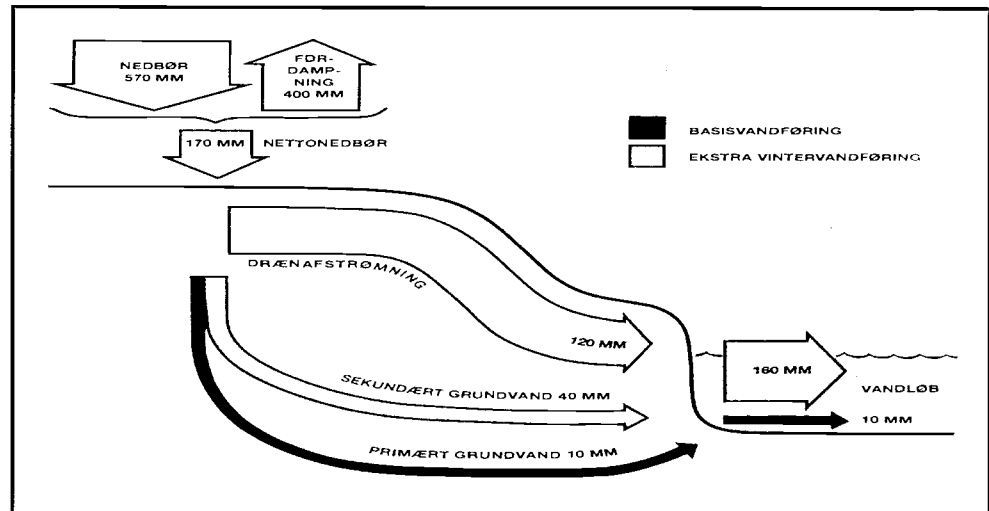 NEDBØR
570 MM
FOR-
DAMP-
NING
400 MM
170 MM NETTONEDBØR
BASISVANDFØRING
EKSTRA VINTERVANDFØRING
DRÆNAFSTRØMNING
120 MM
160 MM
VANDLØB
SEKUNDÆRT GRUNDVAND 40 MM
10 MM
PRIMÆRT GRUNDVAND 10 MM